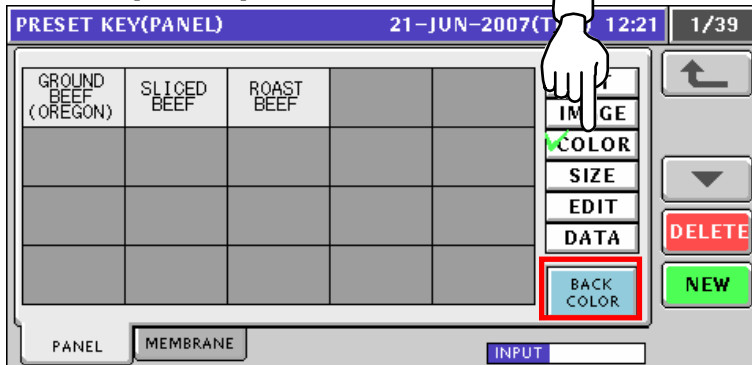 PRESET KEY(PANEL) 21-JUN-2007(T 12:21 1/39
GROUND
BEEF
(OREGON)
SLICED
BEEF
ROAST
BEEF
COLOR
SIZE
EDIT
DATA
DELETE
BACK
COLOR
NEW
PANEL MEMBRANE
INPUT